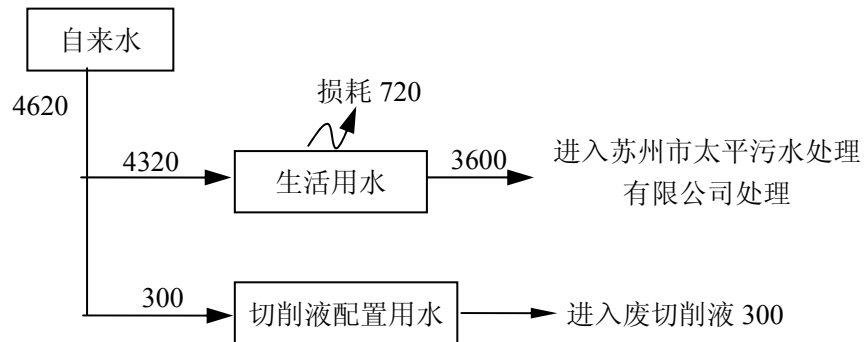 自来水
4620
损耗 720
4320
生活用水
3600
进入苏州市太平污水处理
有限公司处理
300
切削液配置用水
进入废切削液 300